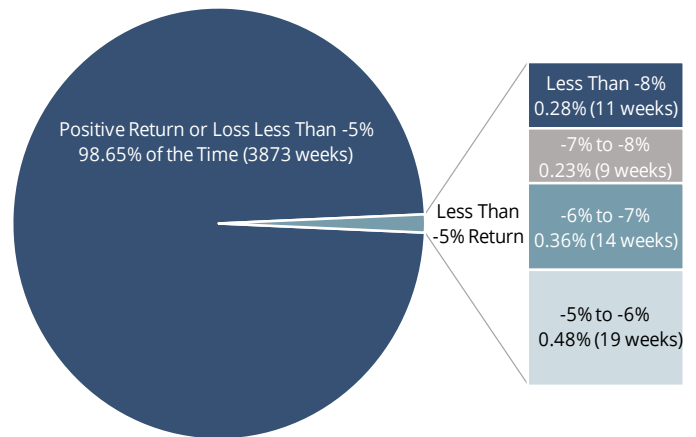 Positive Return or Loss Less Than -5%
98.65% of the Time (3873 weeks)
Less Than
-5% Return
Less Than -8%
0.28% (11 weeks)
-7% to -8%
0.23% (9 weeks)
-6% to -7%
0.36% (14 weeks)
-5% to -6%
0.48% (19 weeks)